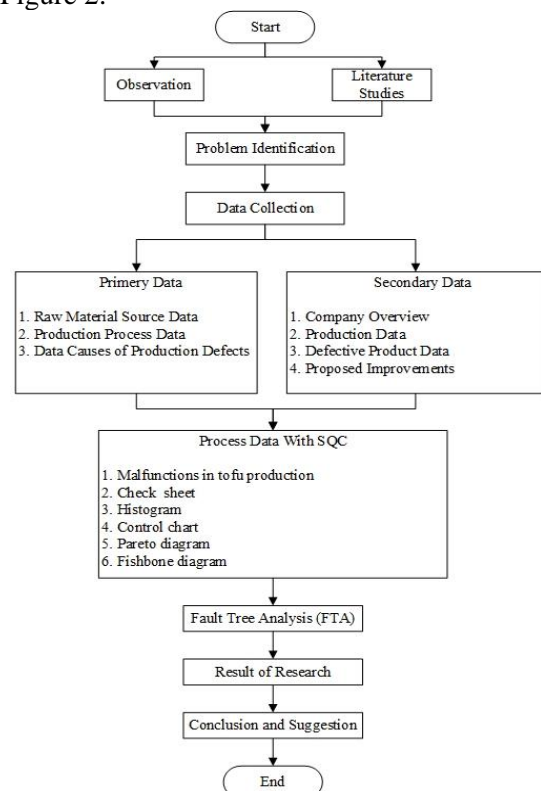 Figure 2.
Start
Observation
Literature
Studies
Problem Identification
Data Collection
Primery Data
1. Raw Material Source Data
2. Production Process Data
3. Data Causes of Production Defects
Secondary Data
1. Company Overview
2. Production Data
3. Defective Product Data
4. Proposed Improvements
Process Data With SQC
1. Malfunctions in tofu production
2. Check sheet
3. Histogram
4. Control chart
5. Pareto diagram
6. Fishbone diagram
Fault Tree Analysis (FTA)
Result of Research
Conclusion and Suggestion
End